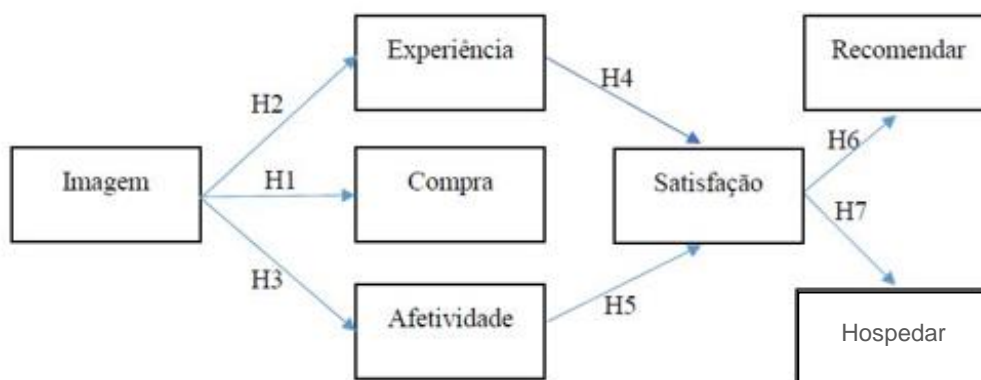 Experiência
Recomendar
H4
H2
H6
Imagem
H1
Compra
Satisfação
H7
H3
Afetividade
H5
Hospedar